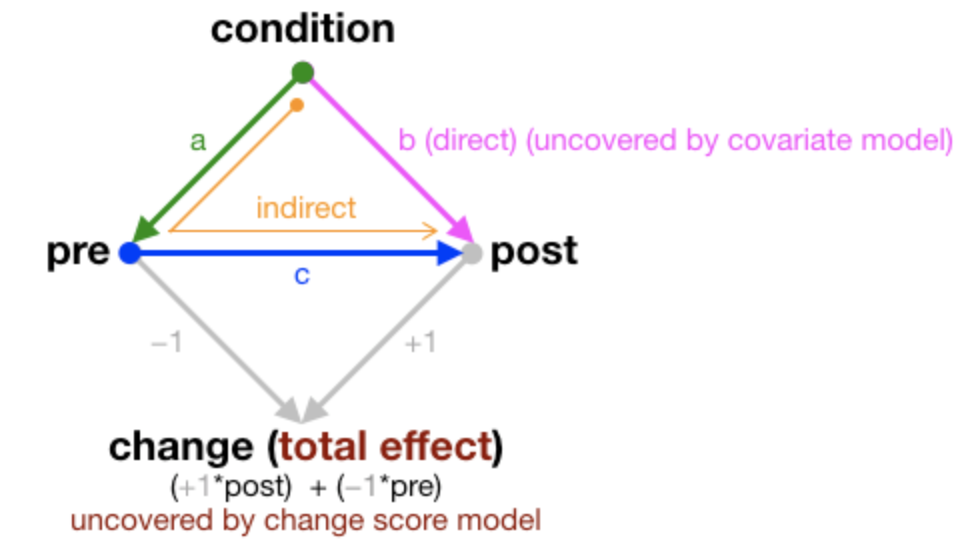 condition
a
b (direct) (uncovered by covariate model)
indirect
pre
post
c
−1
+1
change (total effect)
(+1*post) + (−1*pre)
uncovered by change score model